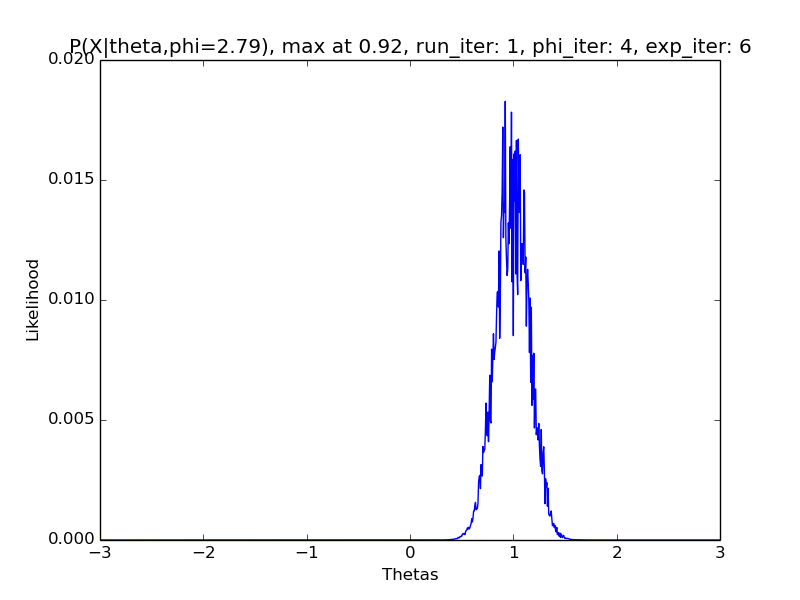 P(X|theta,phi=2.79), max at 0.92, run_iter: 1, phi_iter: 4, exp_iter: 6
0.020
0.015
0.010
0.005
0.000
Likelihood
−3 −2 −1 0 1 2 3
Thetas